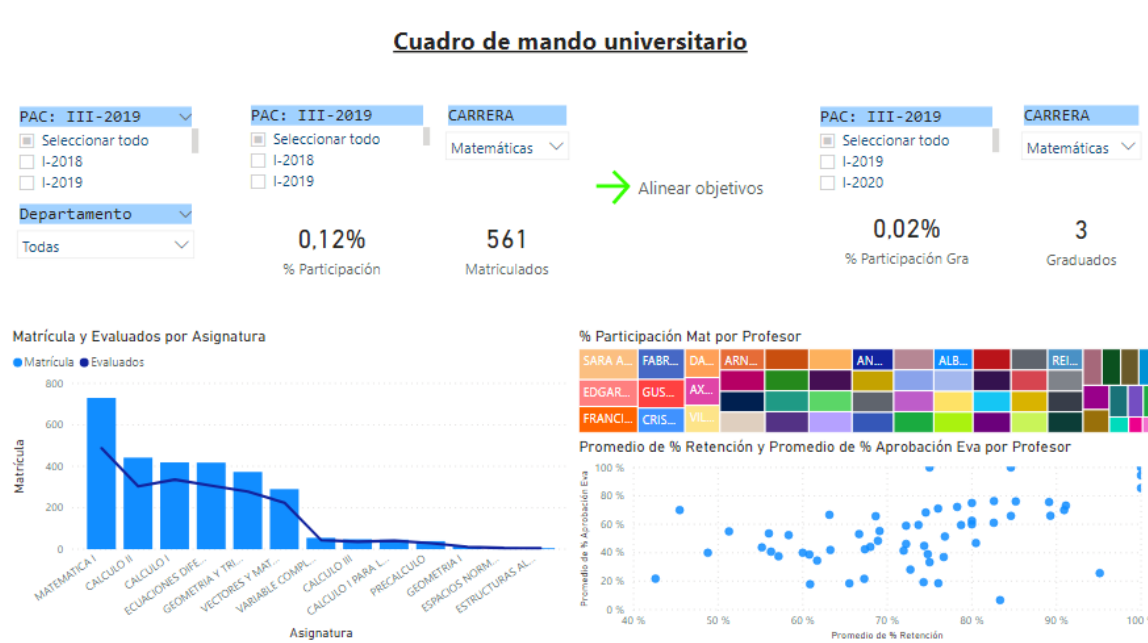 Cuadro de mando universitario
PAC: III-2019
Seleccionar todo
I-2018
I-2019
Departamento
Todas
PAC: III-2019
Seleccionar todo
I-2018
I-2019
CARRERA
Matemáticas
0,12%
% Participación
561
Matriculados
Alinear objetivos
PAC: III-2019
Seleccionar todo
I-2019
I-2020
CARRERA
Matemáticas
0,02%
% Participación Gra
3
Graduados
Matrícula y Evaluados por Asignatura
Matrícula Evaluados
Matrícula
800
600
400
200
0
MATEMATICA I
CALCULO II
CALCULO I
ECUACIONES DIFE...
GEOMETRIA Y TRI...
VECTORES Y MAT...
VARIABLE COMPL...
CALCULO III
CALCULO I PARA L...
PRECALCULO
GEOMETRIA I
ESPACIOS NORM...
ESTRUCTURAS AL...
Asignatura
% Participación Mat por Profesor
SARA A... FABR... DA... ARN... AN... ALB... REI...
EDGAR... GUS... AX...
FRANCI... CRIS... VIL...
Promedio de % Retención y Promedio de % Aprobación Eva por Profesor
Promedio de % Aprobación Eva
100 %
80 %
60 %
40 %
20 %
0 %
40 % 50 % 60 % 70 % 80 % 90 % 100
Promedio de % Retención